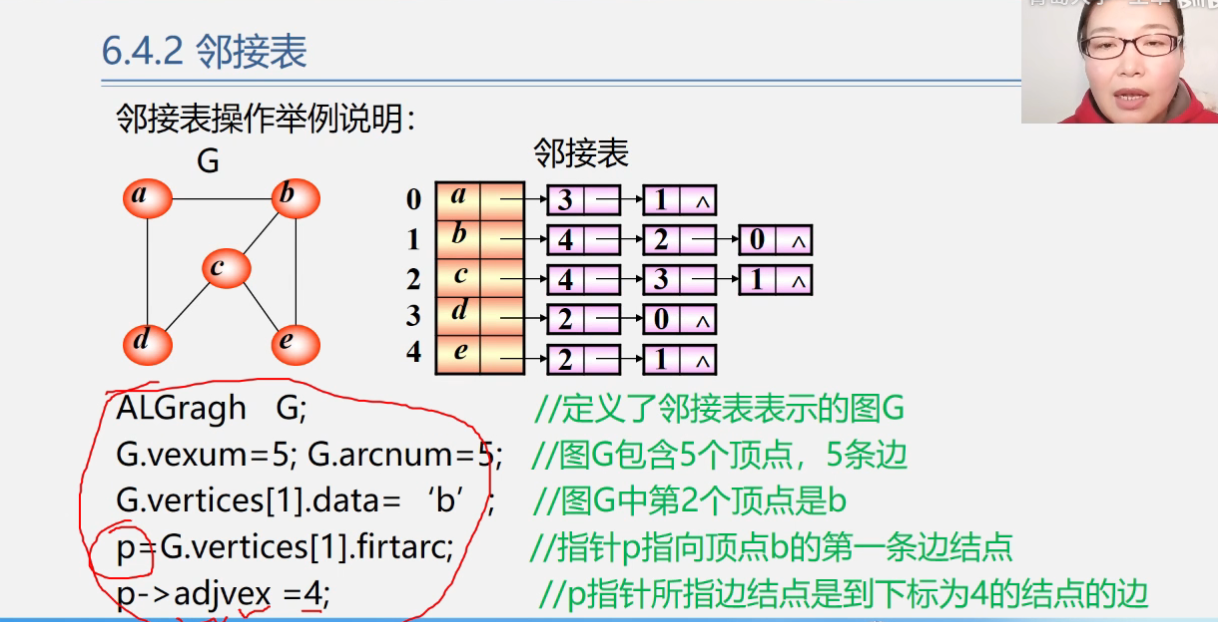 6.4.2 邻接表
邻接表操作举例说明：
G
邻接表
a
b
c
d
e
0 a 3 1 ∧
1 b 4 2 0 ∧
2 c 4 3 1 ∧
3 d 2 0 ∧
4 e 2 1 ∧
ALGragh G; //定义了邻接表表示的图G
G.vexum=5; G.arcnum=5; //图G包含5个顶点，5条边
G.vertices[1].data= ‘b’ ; //图G中第2个顶点是b
p=G.vertices[1].firtarc; //指针p指向顶点b的第一条边结点
p->adjvex =4; //p指针所指边结点是到下标为4的结点的边